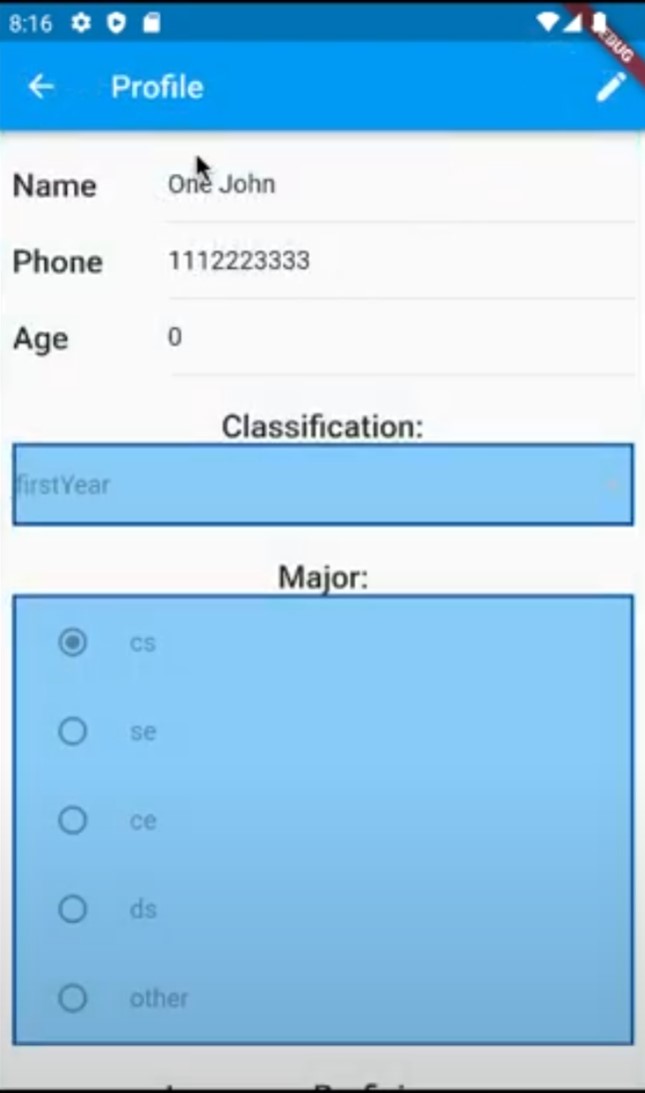 8:16
DEBUG
Profile
Name One John
Phone 1112223333
Age 0
Classification:
firstYear
Major:
cs
se
ce
ds
other